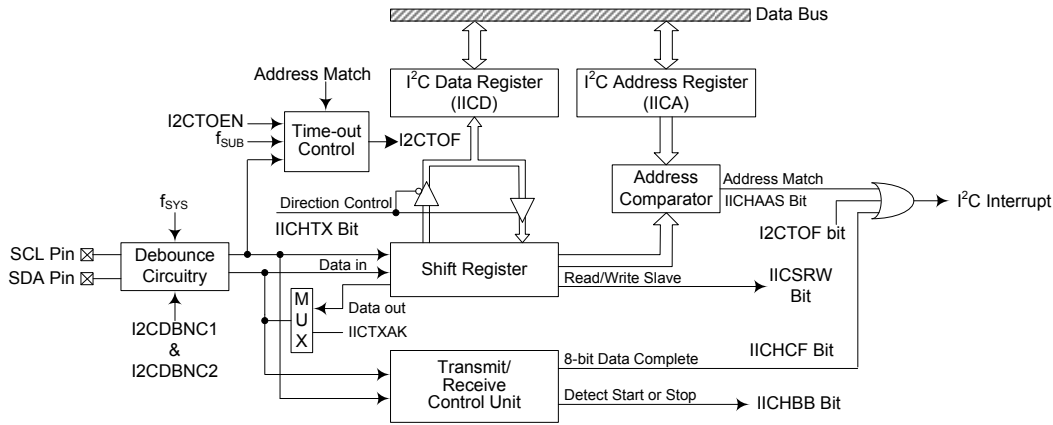 Data Bus
I²C Data Register
(IICD)
I²C Address Register
(IICA)
Address Match
I2CTOEN
fSUB
Time-out
Control
I2CTOF
Address
Comparator
Address Match
IICHAAS Bit
I²C Interrupt
I2CTOF bit
Direction Control
IICHTX Bit
fSYS
SCL Pin
SDA Pin
Debounce
Circuitry
Data in
Shift Register
Read/Write Slave
IICSRW
Bit
M
U
X
Data out
IICTXAK
I2CDBNC1
&
I2CDBNC2
IICHCF Bit
Transmit/
Receive
Control Unit
8-bit Data Complete
Detect Start or Stop
IICHBB Bit